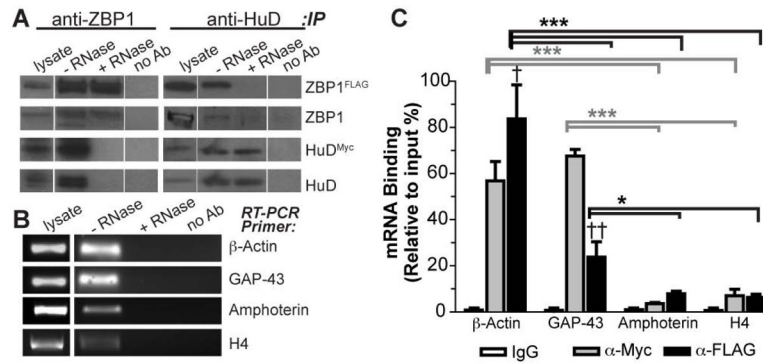 A
anti-ZBP1 anti-HuD :IP
lysate - RNase + RNase no Ab lysate - RNase + RNase no Ab
ZBP1FLAG
ZBP1
HuDMyc
HuD
B
lysate - RNase + RNase no Ab RT-PCR Primer:
β-Actin
GAP-43
Amphoterin
H4
C
***
***
***
*
†
††
mRNA Binding
(Relative to input %)
100
80
60
40
20
0
β-Actin GAP-43 Amphoterin H4
IgG α-Myc α-FLAG